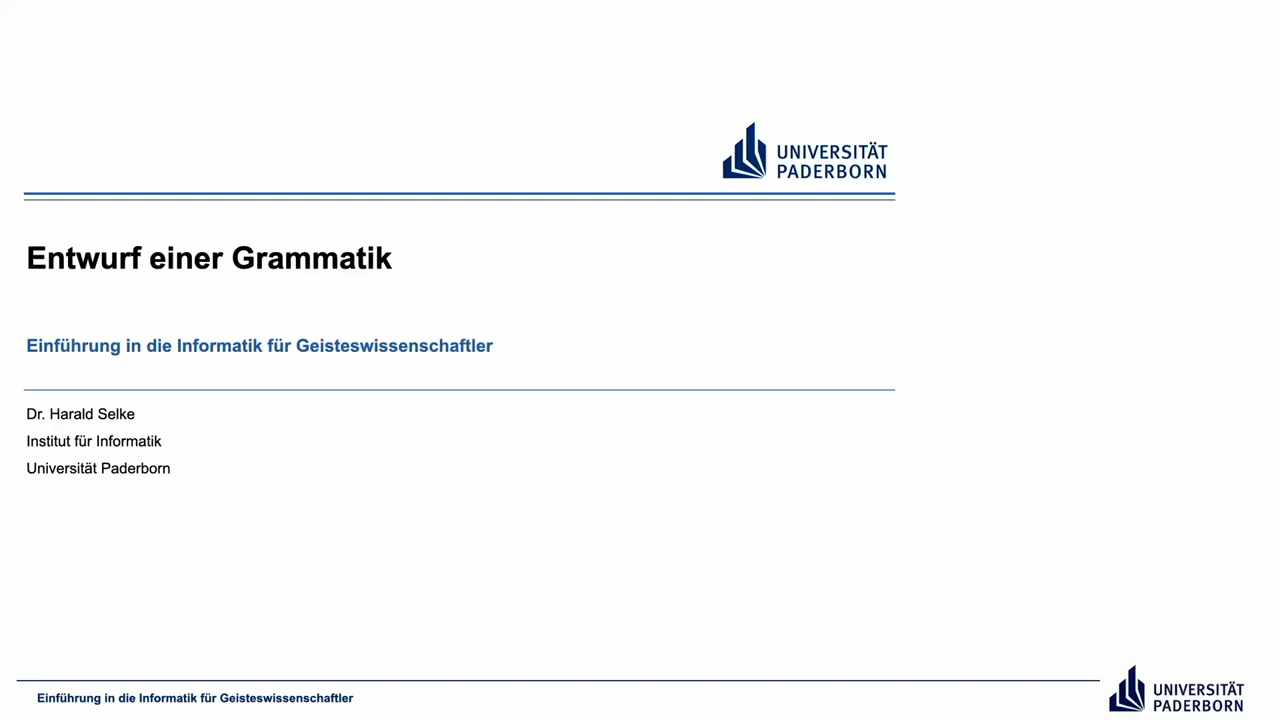 UNIVERSITÄT
PADERBORN
Entwurf einer Grammatik
Einführung in die Informatik für Geisteswissenschaftler
Dr. Harald Selke
Institut für Informatik
Universität Paderborn
Einführung in die Informatik für Geisteswissenschaftler
UNIVERSITÄT
PADERBORN